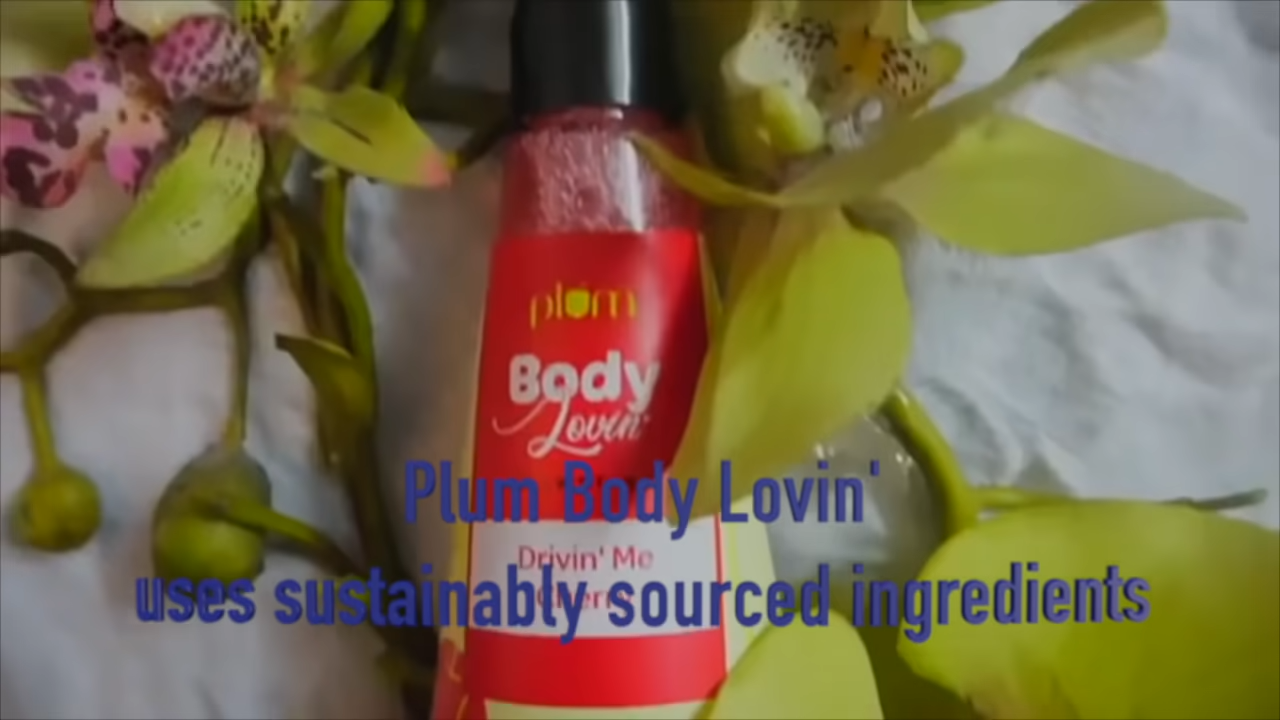 plum
Body
Lovin'
Plum Body Lovin'
Drivin' Me
uses sustainably sourced ingredients